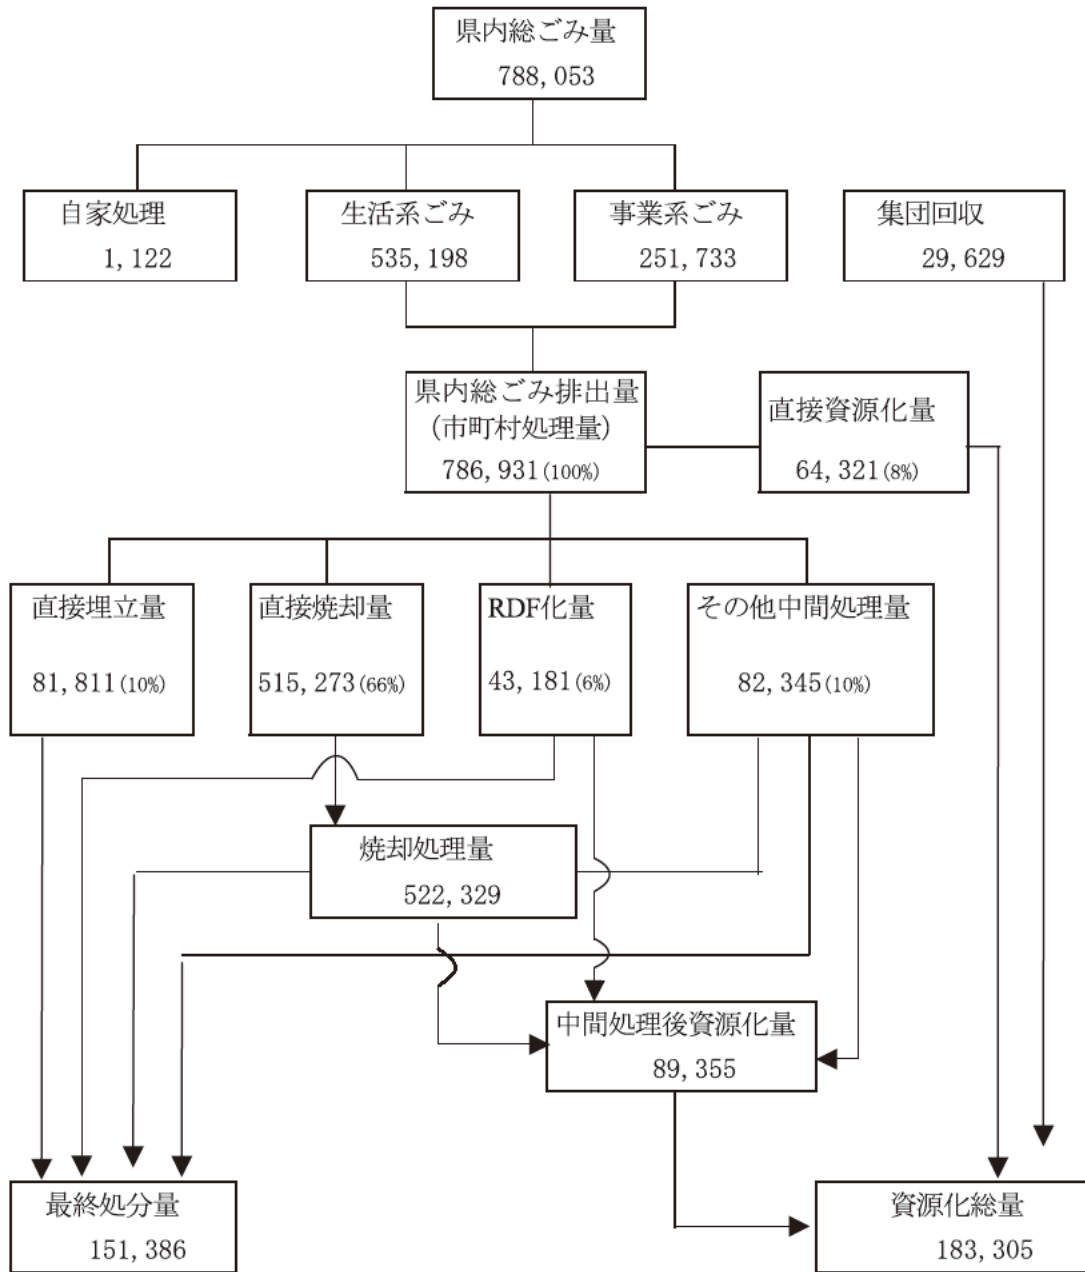 県内総ごみ量
788,053
自家処理
1,122
生活系ごみ
535,198
事業系ごみ
251,733
集団回収
29,629
県内総ごみ排出量
(市町村処理量)
786,931(100%)
直接資源化量
64,321(8%)
直接埋立量
81,811(10%)
直接焼却量
515,273(66%)
RDF化量
43,181(6%)
その他中間処理量
82,345(10%)
焼却処理量
522,329
中間処理後資源化量
89,355
最終処分量
151,386
資源化総量
183,305